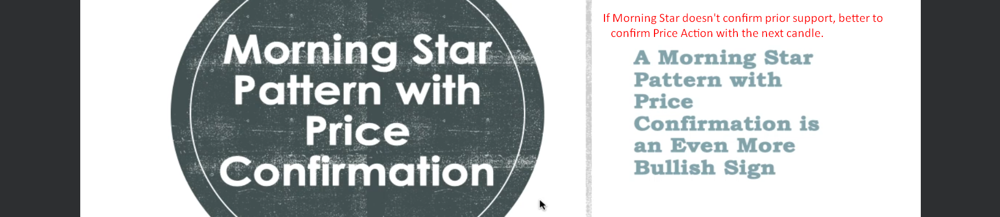 Morning Star
Pattern with
Price
Confirmation
If Morning Star doesn't confirm prior support, better to
confirm Price Action with the next candle.
A Morning Star
Pattern with
Price
Confirmation is
an Even More
Bullish Sign